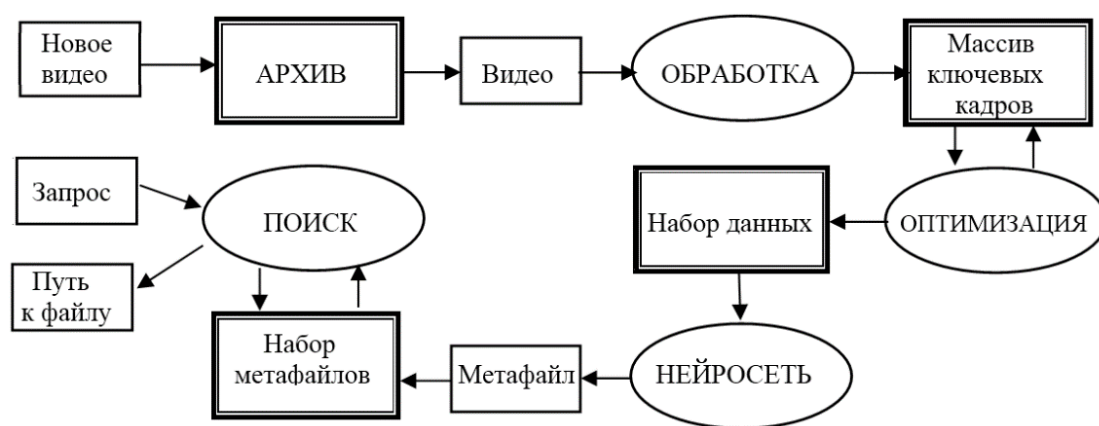 Новое
видео
АРХИВ
Видео
ОБРАБОТКА
Массив
ключевых
кадров
Запрос
ПОИСК
Набор данных
ОПТИМИЗАЦИЯ
Путь
к файлу
Набор
метафайлов
Метафайл
НЕЙРОСЕТЬ